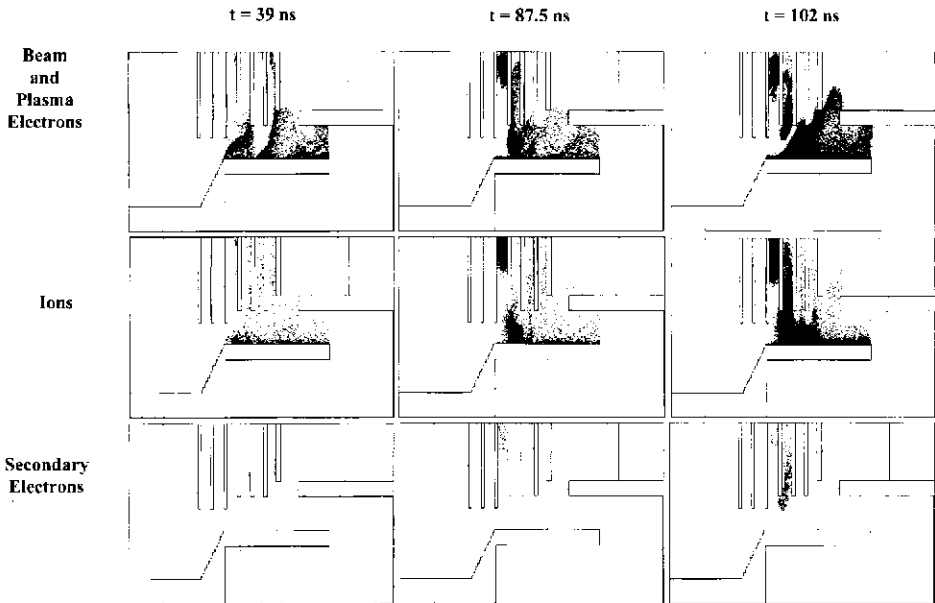 t = 39 ns
t = 87.5 ns
t = 102 ns
Beam
and
Plasma
Electrons
Ions
Secondary
Electrons